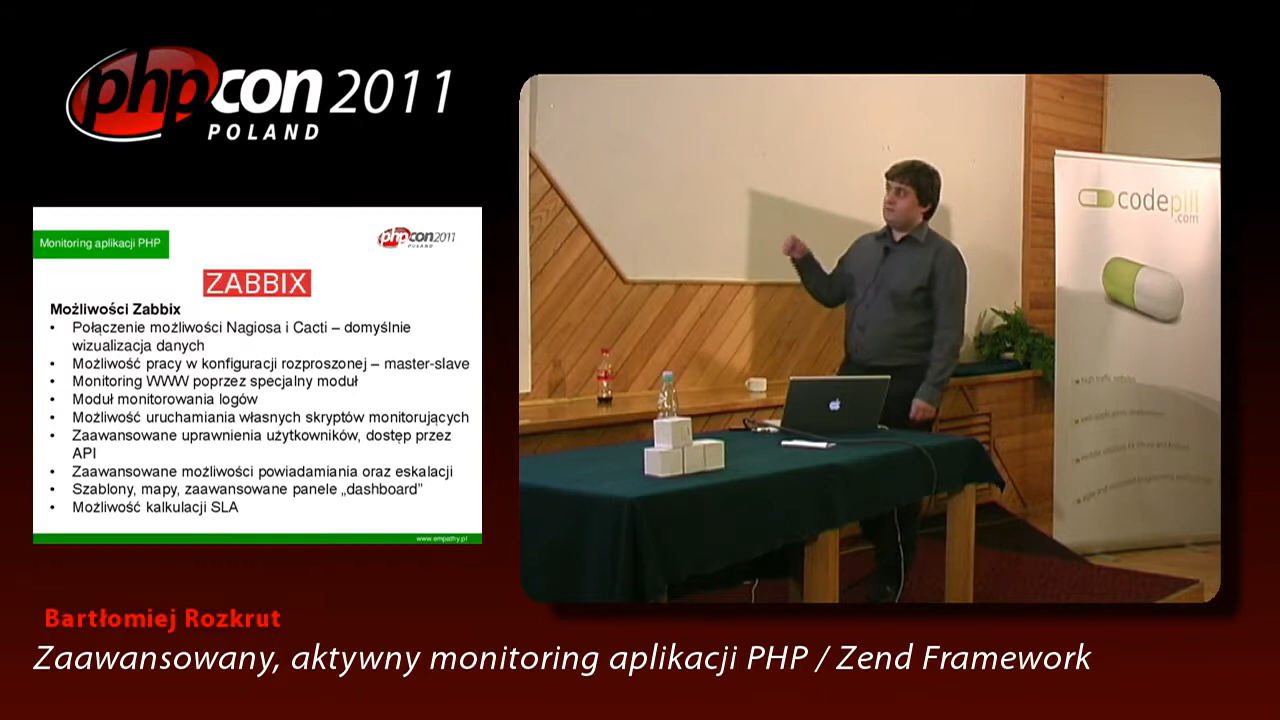 phpcon 2011
POLAND
Monitoring aplikacji PHP
phpcon2011
POLAND
ZABBIX
Możliwości Zabbix
• Połączenie możliwości Nagiosa i Cacti – domyślnie
wizualizacja danych
• Możliwość pracy w konfiguracji rozproszonej – master-slave
• Monitoring WWW poprzez specjalny moduł
• Moduł monitorowania logów
• Możliwość uruchamiania własnych skryptów monitorujących
• Zaawansowane uprawnienia użytkowników, dostęp przez
API
• Zaawansowane możliwości powiadamiania oraz eskalacji
• Szablony, mapy, zaawansowane panele „dashboard”
• Możliwość kalkulacji SLA
www.empathy.pl
codepill
.com
Bartłomiej Rozkrut
Zaawansowany, aktywny monitoring aplikacji PHP / Zend Framework